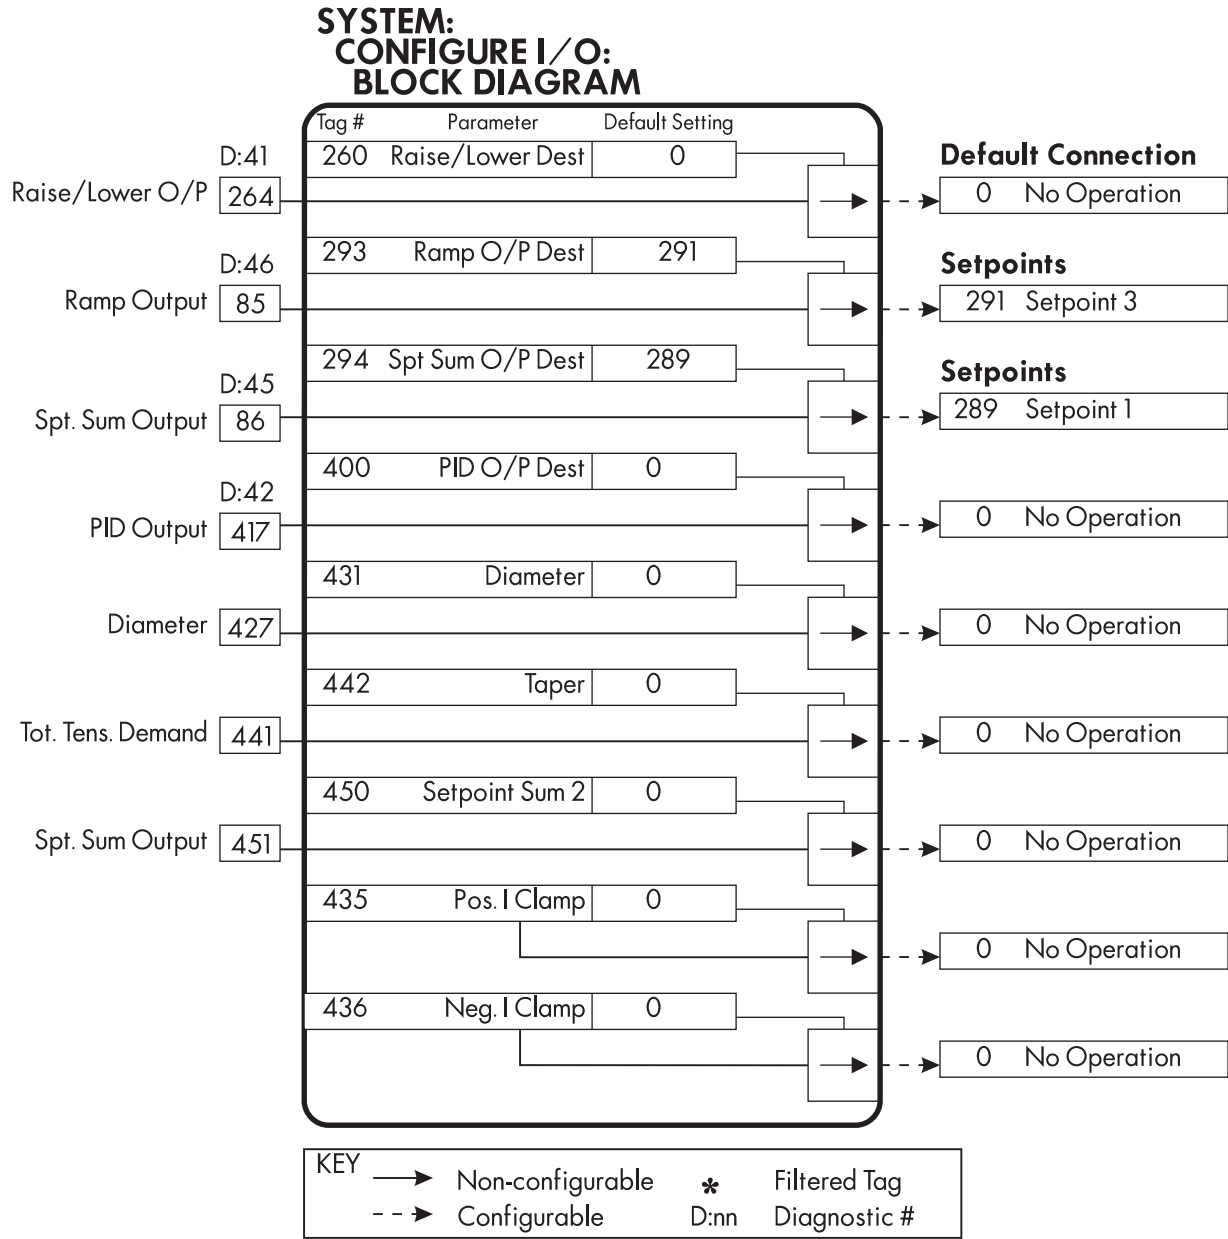 SYSTEM:
CONFIGURE I/O:
BLOCK DIAGRAM
Tag # Parameter Default Setting
D:41 260 Raise/Lower Dest 0 Default Connection
Raise/Lower O/P 264 0 No Operation
293 Ramp O/P Dest 291
D:46 Setpoints
Ramp Output 85 291 Setpoint 3
294 Spt Sum O/P Dest 289
D:45 Setpoints
Spt. Sum Output 86 289 Setpoint 1
400 PID O/P Dest 0
D:42
PID Output 417 0 No Operation
431 Diameter 0
Diameter 427 0 No Operation
442 Taper 0
Tot. Tens. Demand 441 0 No Operation
450 Setpoint Sum 2 0
Spt. Sum Output 451 0 No Operation
435 Pos. I Clamp 0
0 No Operation
436 Neg. I Clamp 0
0 No Operation
KEY
Non-configurable * Filtered Tag
Configurable D:nn Diagnostic #